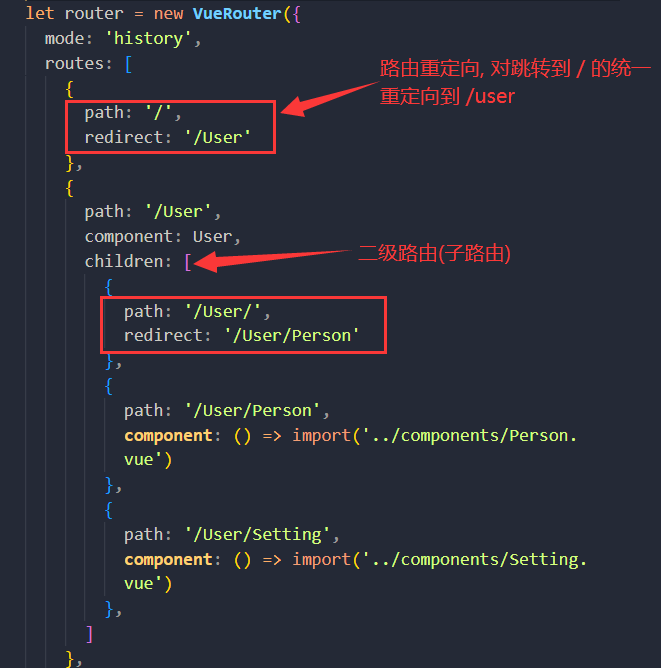 let router = new VueRouter({
mode: 'history',
routes: [
路由重定向, 对跳转到 / 的统一
重定向到 /user
{
path: '/',
redirect: '/User'
},
{
path: '/User',
component: User,
children: [
二级路由(子路由)
{
path: '/User/',
redirect: '/User/Person'
},
{
path: '/User/Person',
component: () => import('../components/Person.
vue')
},
{
path: '/User/Setting',
component: () => import('../components/Setting.
vue')
},
]
},